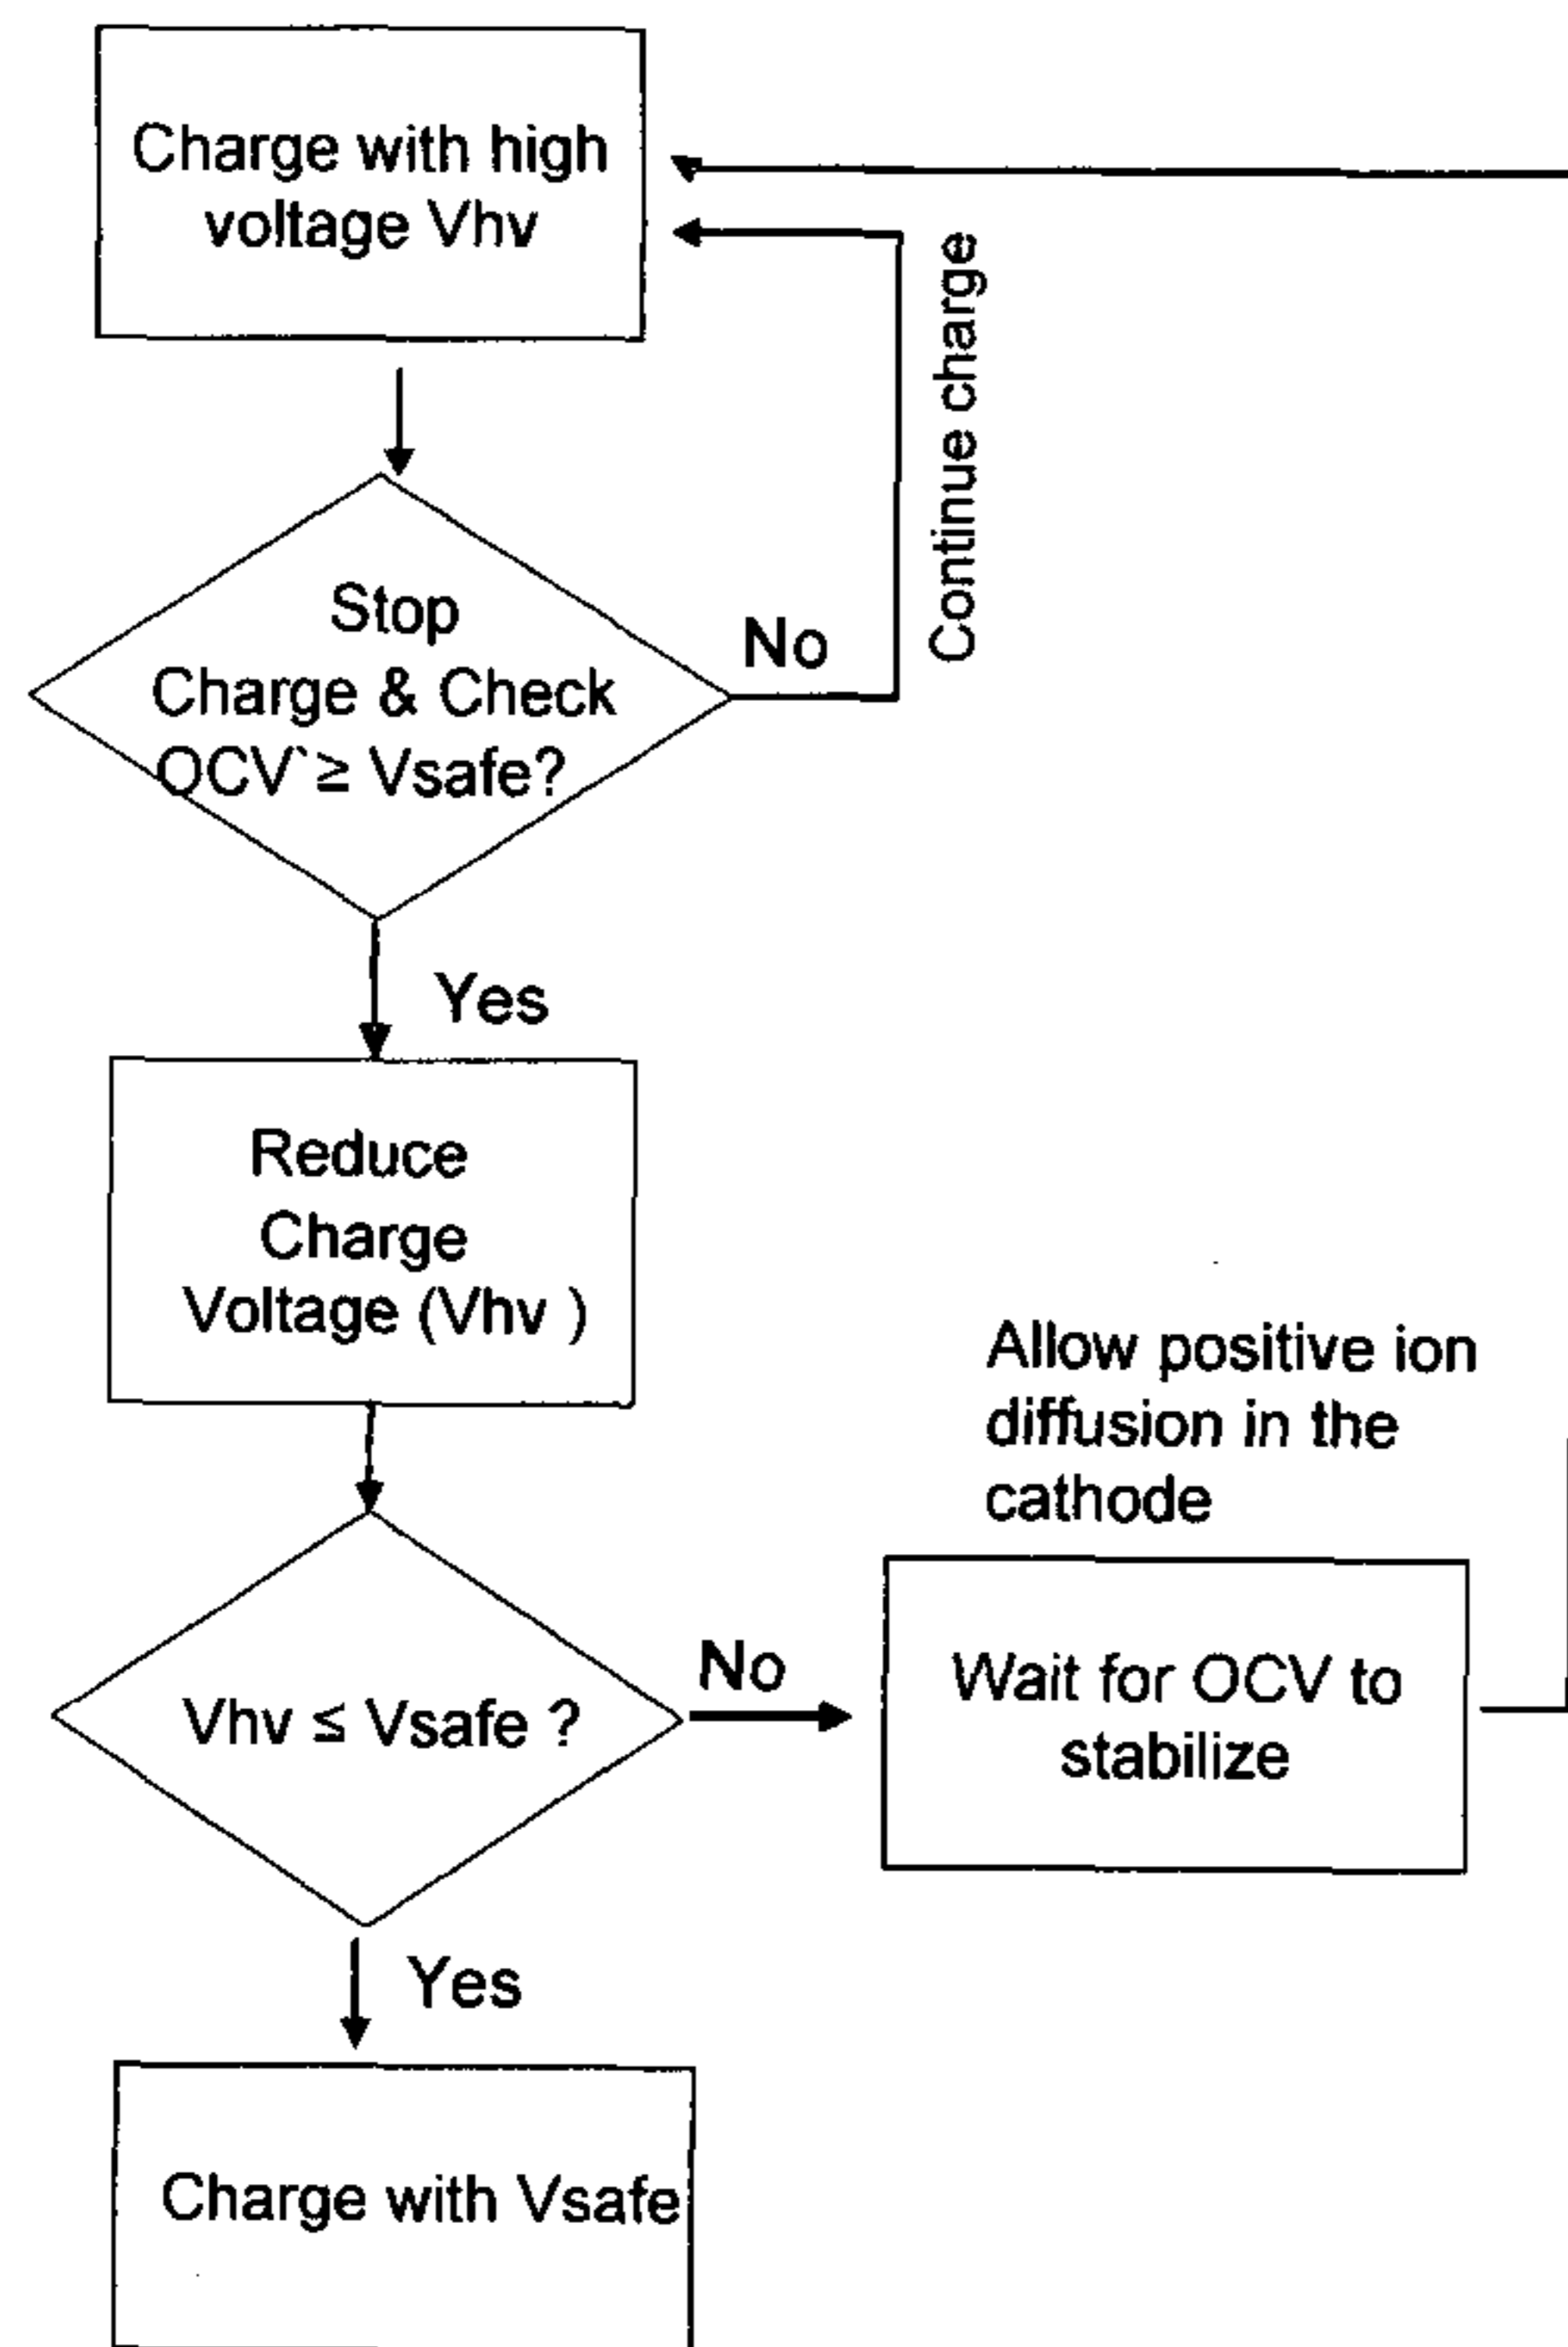 Charge with high
voltage Vhv
Continue charge
Stop
Charge & Check
OCV`≥ Vsafe?
No
Yes
Reduce
Charge
Voltage (Vhv )
Allow positive ion
diffusion in the
cathode
Vhv ≤ Vsafe ?
No
Wait for OCV to
stabilize
Yes
Charge with Vsafe